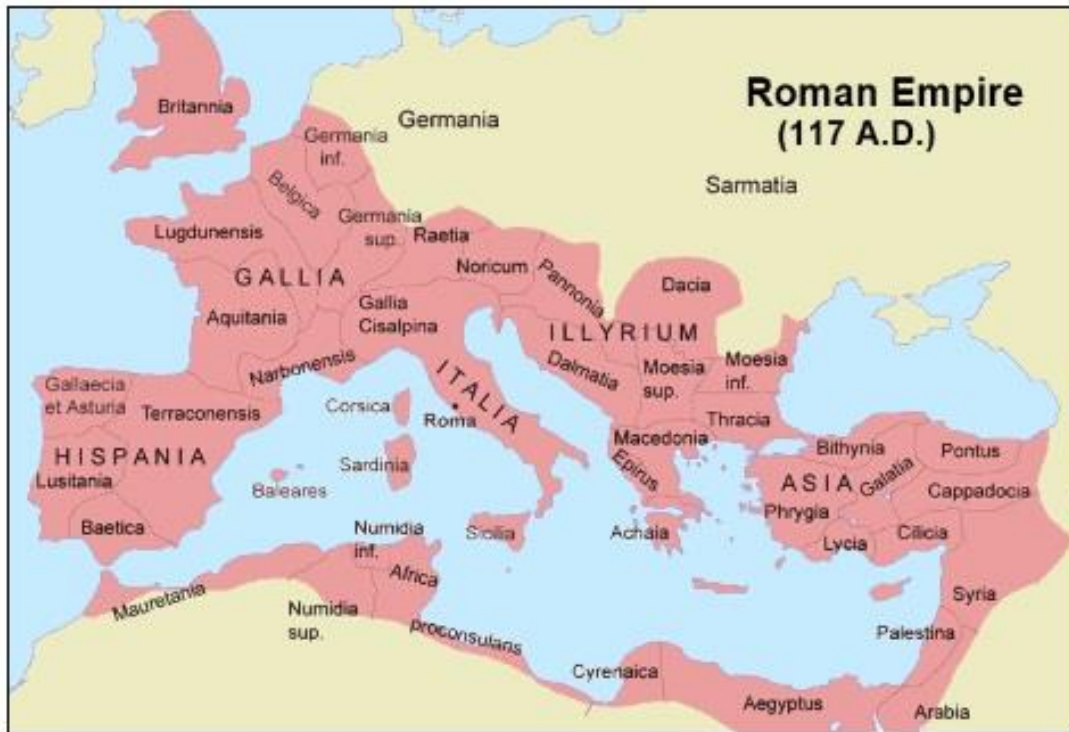 Roman Empire
(117 A.D.)
Britannia
Germania
Germania
inf.
Sarmatia
Belgica
Germania
sup.
Lugdunensis
Raetia
Noricum
Pannonia
Dacia
GALLIA
Gallia
Cisalpina
Aquitania
ILLYRIUM
Narbonensis
Dalmatia
Moesia
sup.
Moesia
inf.
ITALIA
Gallaecia
et Asturia
Terraconensis
Corsica
Roma
Thracia
Macedonia
Bithynia
Pontus
HISPANIA
Sardinia
Epirus
ASIA
Galatia
Lusitania
Baleares
Cappadocia
Phrygia
Baetica
Numidia
inf.
Sicilia
Achaia
Lycia
Cilicia
Africa
proconsularis
Mauretania
Numidia
sup.
Syria
Palestina
Cyrenaica
Aegyptus
Arabia